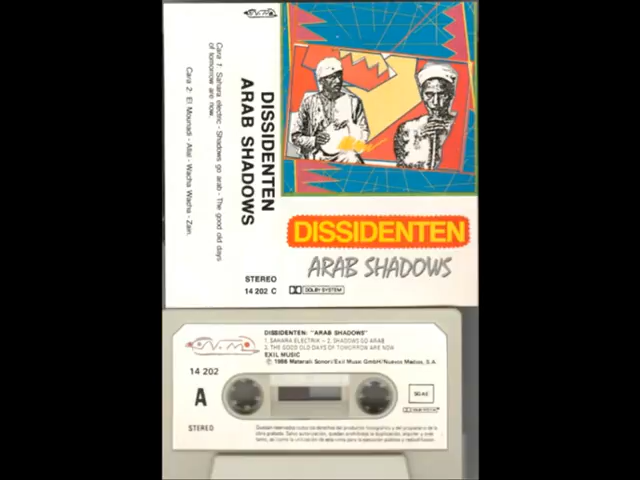 Cara 1: Sahara electric - Shadows go arab - The good old days
of tomorrow are now.
Cara 2: El Mounadi - Allal - Wacha Wacha - Zain.
DISSIDENTEN
ARAB SHADOWS
STEREO
14 202 C
DISSIDENTEN
ARAB SHADOWS
DOLBY SYSTEM
DISSIDENTEN: "ARAB SHADOWS"
1. SAHARA ELECTRIK - 2. SHADOWS GO ARAB
3. THE GOOD OLD DAYS OF TOMORROW ARE NOW
EXIL MUSIC
℗ 1986 Materiali Sonori/Exil Music GmbH/Nuevos Medios, S.A.
14 202
A
STEREO
SGAE